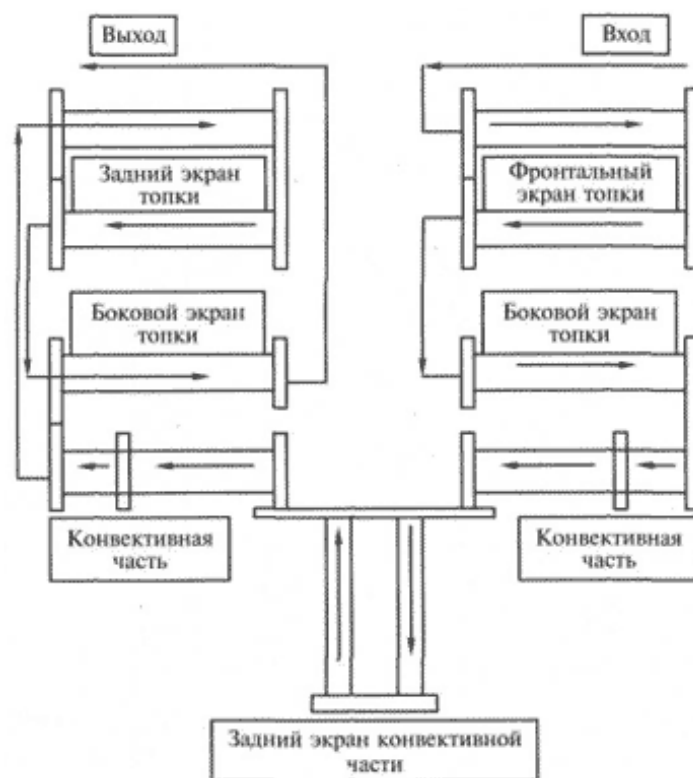 Выход
Вход
Задний экран
топки
Фронтальный
экран топки
Боковой экран
топки
Боковой экран
топки
Конвективная
часть
Конвективная
часть
Задний экран конвективной
части